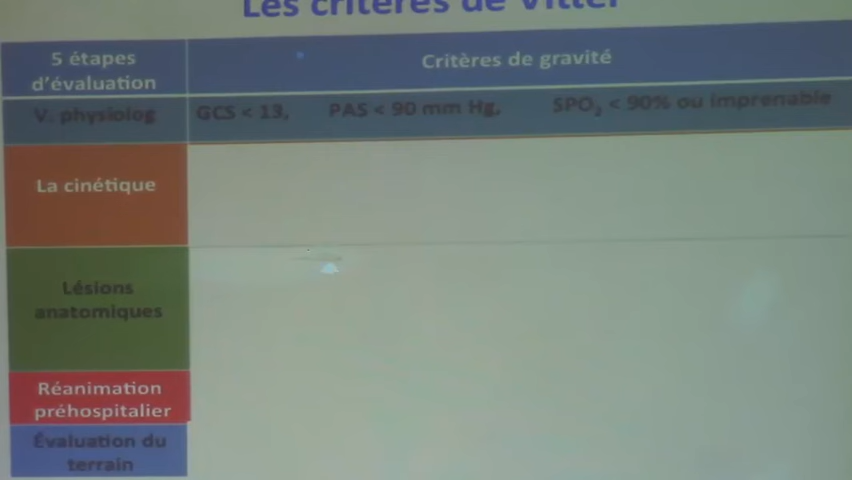 Les critères de Vittel
5 étapes
d'évaluation
Critères de gravité
V. physiolog
GCS < 13, PAS < 90 mm Hg, SPO₂ < 90% ou imprenable
La cinétique
Lésions
anatomiques
Réanimation
préhospitalier
Évaluation du
terrain